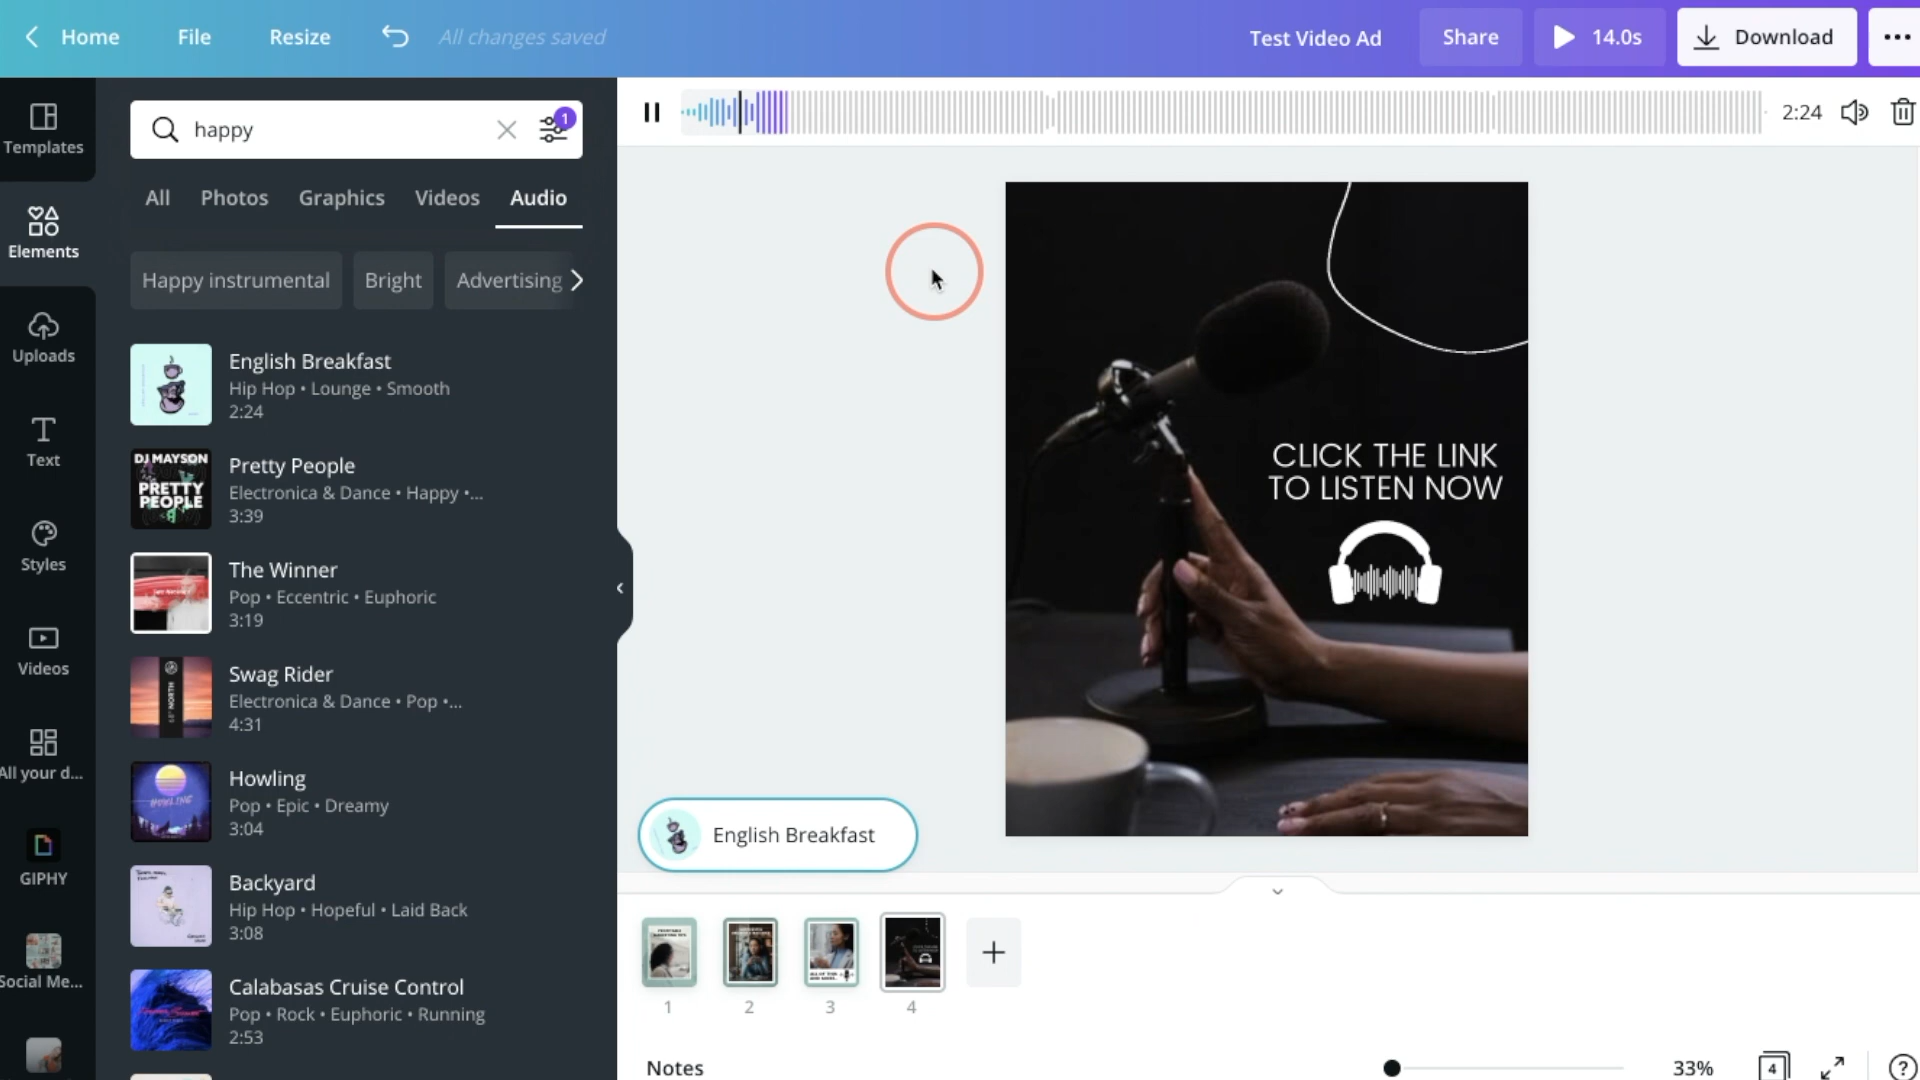 Home
File
Resize
All changes saved
Test Video Ad
Share
14.0s
Download
Templates
Elements
Uploads
Text
Styles
Videos
All your d...
GIPHY
Social Me...
happy
1
All
Photos
Graphics
Videos
Audio
Happy instrumental
Bright
Advertising
English Breakfast
Hip Hop • Lounge • Smooth
2:24
DJ MAYSON
PRETTY
PEOPLE
Pretty People
Electronica & Dance • Happy •...
3:39
The Winner
Pop • Eccentric • Euphoric
3:19
NORTH
Swag Rider
Electronica & Dance • Pop •...
4:31
HOWLING
Howling
Pop • Epic • Dreamy
3:04
Backyard
Hip Hop • Hopeful • Laid Back
3:08
Calabasas Cruise Control
Pop • Rock • Euphoric • Running
2:53
2:24
CLICK THE LINK
TO LISTEN NOW
English Breakfast
1
2
3
4
Notes
33%
4